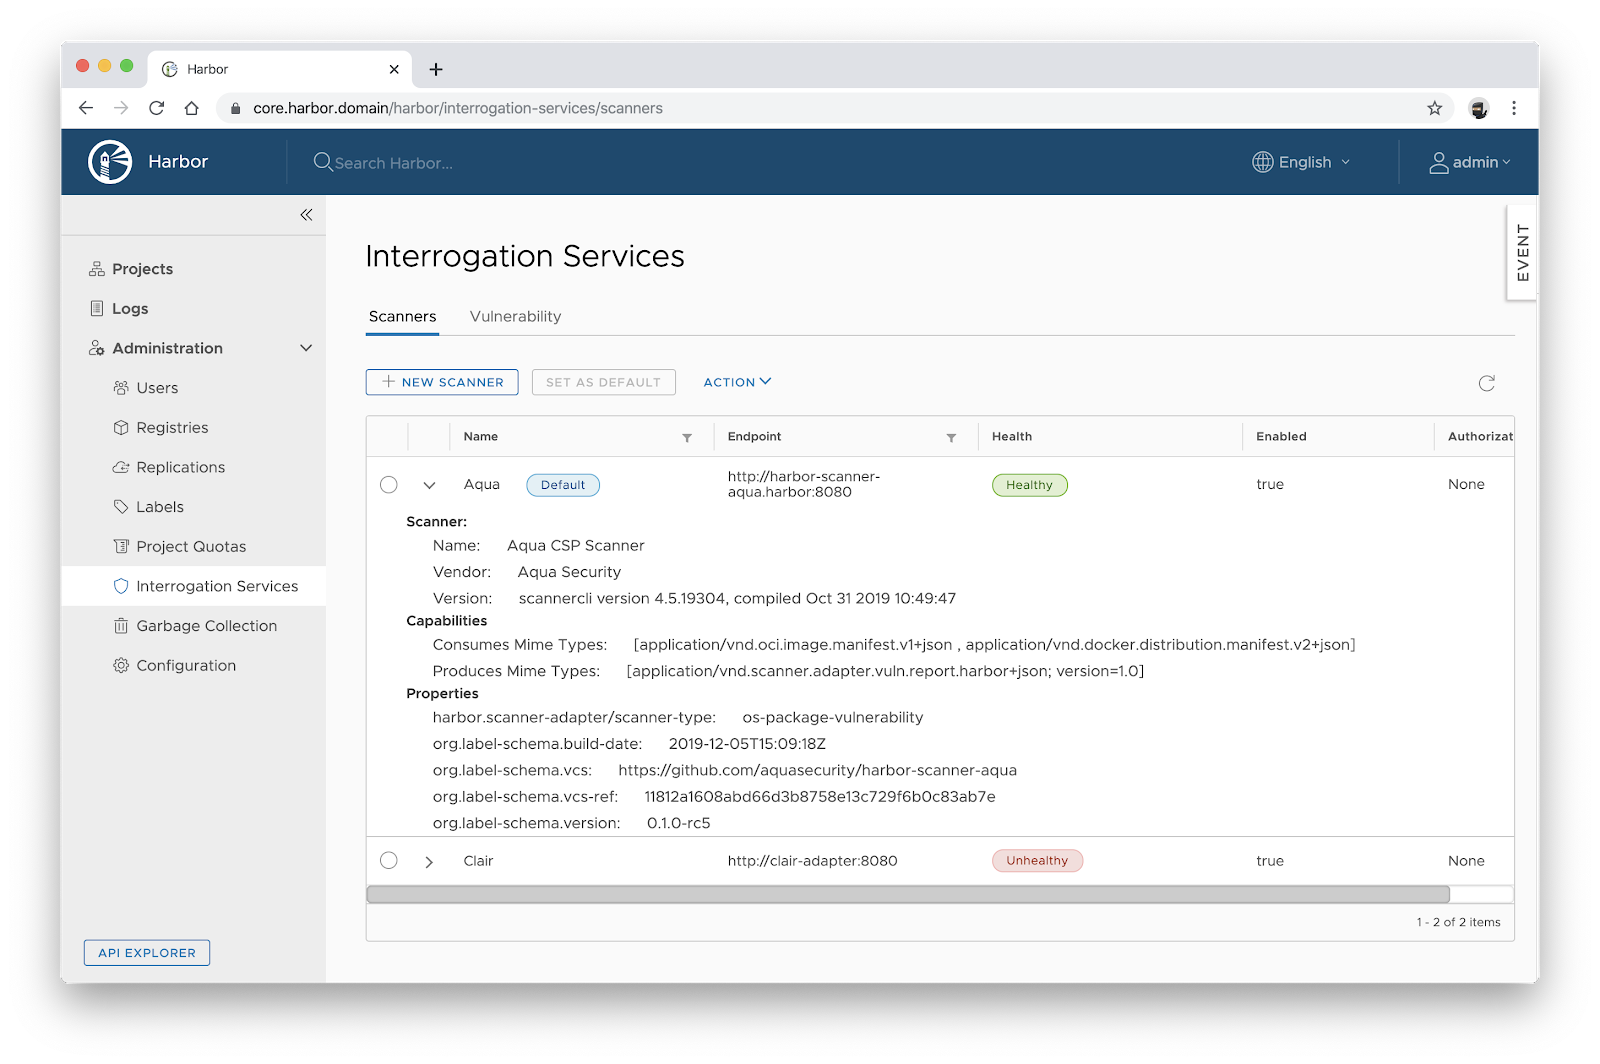 Harbor
core.harbor.domain/harbor/interrogation-services/scanners
Harbor
Search Harbor...
English
admin
EVENT
Projects
Logs
Administration
Users
Registries
Replications
Labels
Project Quotas
Interrogation Services
Garbage Collection
Configuration
API EXPLORER
Interrogation Services
Scanners Vulnerability
+ NEW SCANNER SET AS DEFAULT ACTION
Name Endpoint Health Enabled Authorizat
Aqua Default http://harbor-scanner-
aqua.harbor:8080 Healthy true None
Scanner:
Name: Aqua CSP Scanner
Vendor: Aqua Security
Version: scannercli version 4.5.19304, compiled Oct 31 2019 10:49:47
Capabilities
Consumes Mime Types: [application/vnd.oci.image.manifest.v1+json , application/vnd.docker.distribution.manifest.v2+json]
Produces Mime Types: [application/vnd.scanner.adapter.vuln.report.harbor+json; version=1.0]
Properties
harbor.scanner-adapter/scanner-type: os-package-vulnerability
org.label-schema.build-date: 2019-12-05T15:09:18Z
org.label-schema.vcs: https://github.com/aquasecurity/harbor-scanner-aqua
org.label-schema.vcs-ref: 11812a1608abd66d3b8758e13c729f6b0c83ab7e
org.label-schema.version: 0.1.0-rc5
Clair http://clair-adapter:8080 Unhealthy true None
1 - 2 of 2 items